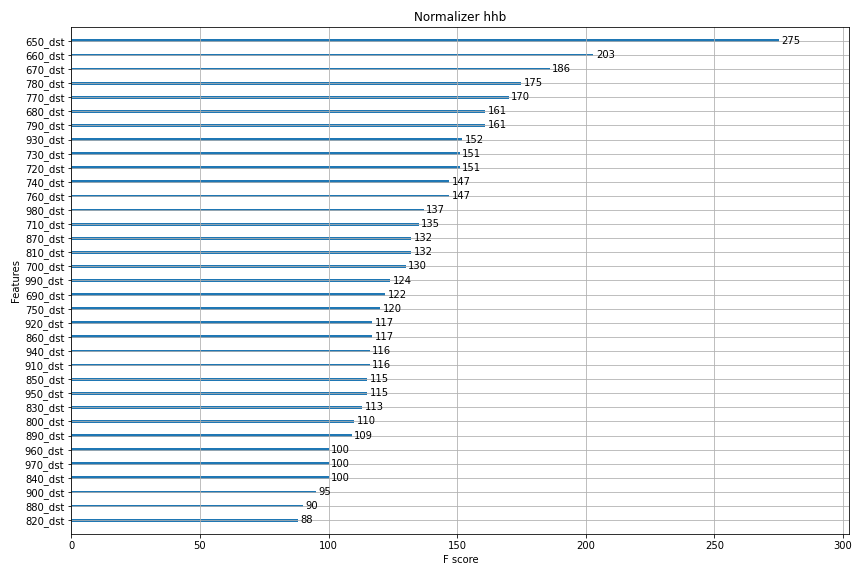 Normalizer hhb
650_dst 275
660_dst 203
670_dst 186
780_dst 175
770_dst 170
680_dst 161
790_dst 161
930_dst 152
730_dst 151
720_dst 151
740_dst 147
760_dst 147
980_dst 137
710_dst 135
870_dst 132
810_dst 132
700_dst 130
990_dst 124
690_dst 122
750_dst 120
920_dst 117
860_dst 117
940_dst 116
910_dst 116
850_dst 115
950_dst 115
830_dst 113
800_dst 110
890_dst 109
960_dst 100
970_dst 100
840_dst 100
900_dst 95
880_dst 90
820_dst 88
Features
0 50 100 150 200 250 300
F score